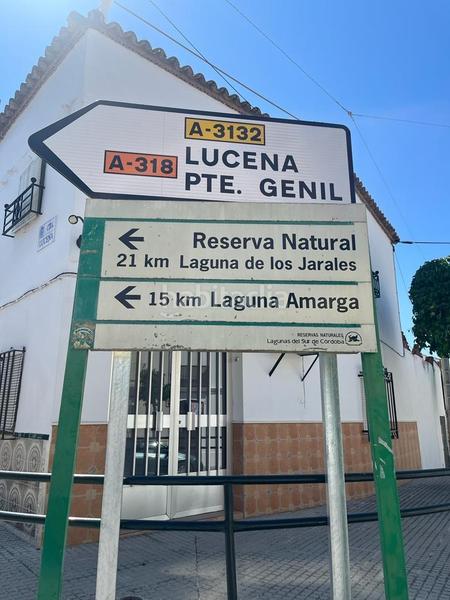 A-3132
A-318 LUCENA
PTE. GENIL
Reserva Natural
21 km Laguna de los Jarales
15 km Laguna Amarga
RESERVAS NATURALES
Lagunas del Sur de Córdoba